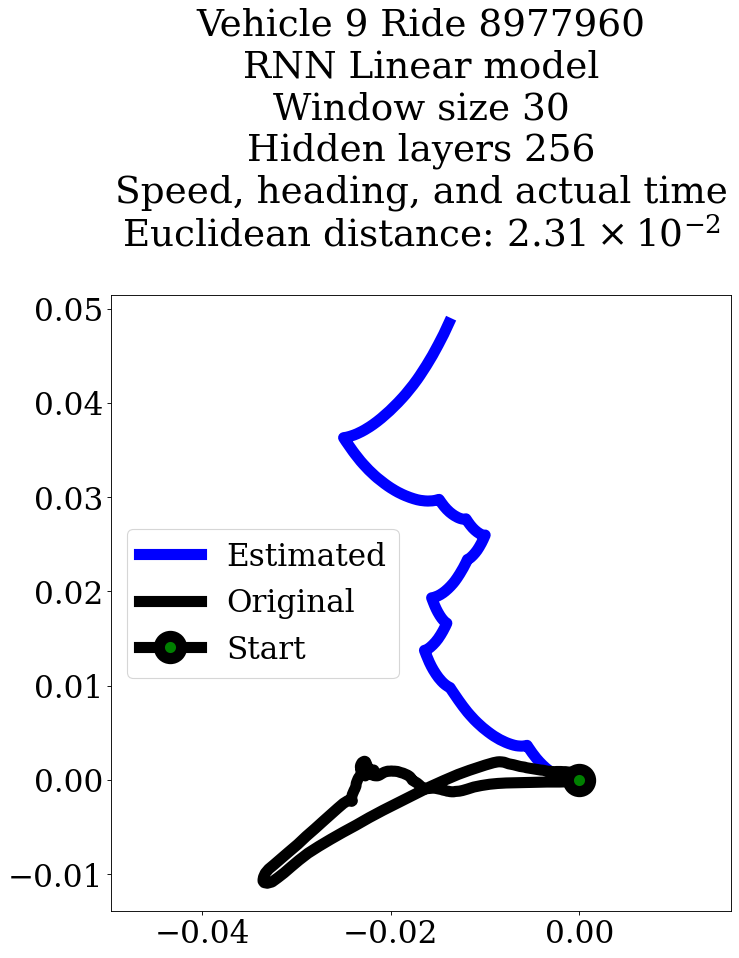 Vehicle 9 Ride 8977960
RNN Linear model
Window size 30
Hidden layers 256
Speed, heading, and actual time
Euclidean distance: 2.31 × 10⁻²
0.05
0.04
0.03
0.02
0.01
0.00
−0.01
Estimated
Original
Start
−0.04
−0.02
0.00